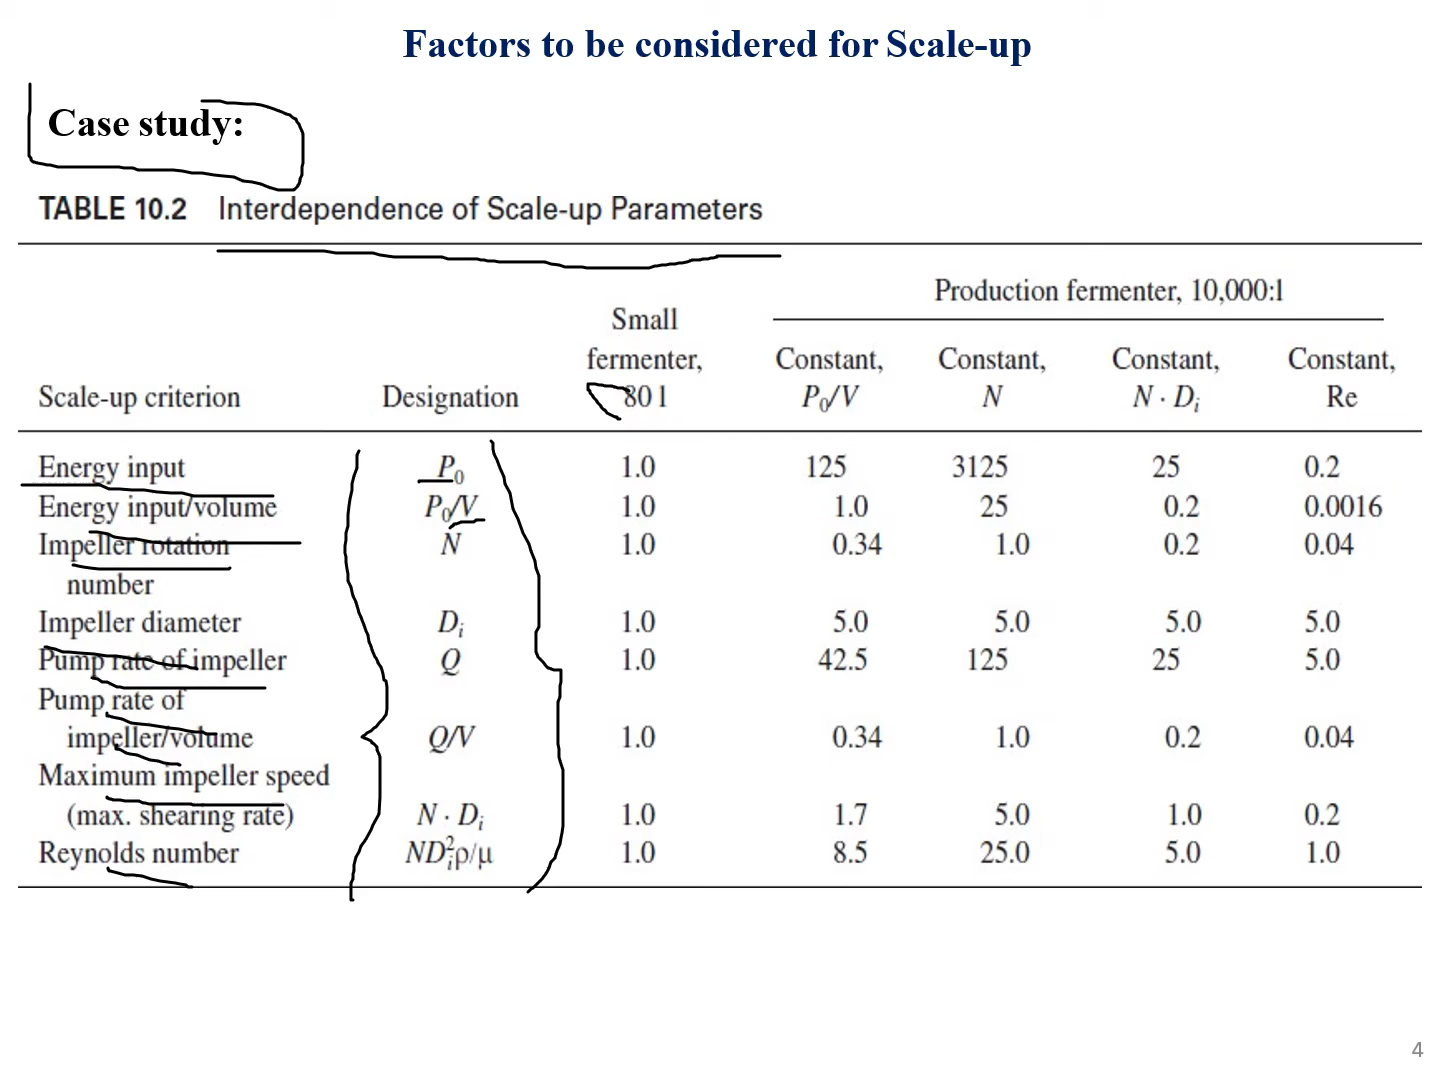 Factors to be considered for Scale-up
Case study:
TABLE 10.2 Interdependence of Scale-up Parameters
Production fermenter, 10,000:l
Small
fermenter, Constant, Constant, Constant, Constant,
Scale-up criterion Designation 80 l P₀/V N N · Dᵢ Re
Energy input P₀ 1.0 125 3125 25 0.2
Energy input/volume P₀/V 1.0 1.0 25 0.2 0.0016
Impeller rotation N 1.0 0.34 1.0 0.2 0.04
number
Impeller diameter Dᵢ 1.0 5.0 5.0 5.0 5.0
Pump rate of impeller Q 1.0 42.5 125 25 5.0
Pump rate of
impeller/volume Q/V 1.0 0.34 1.0 0.2 0.04
Maximum impeller speed
(max. shearing rate) N · Dᵢ 1.0 1.7 5.0 1.0 0.2
Reynolds number NDᵢ²ρ/μ 1.0 8.5 25.0 5.0 1.0
4